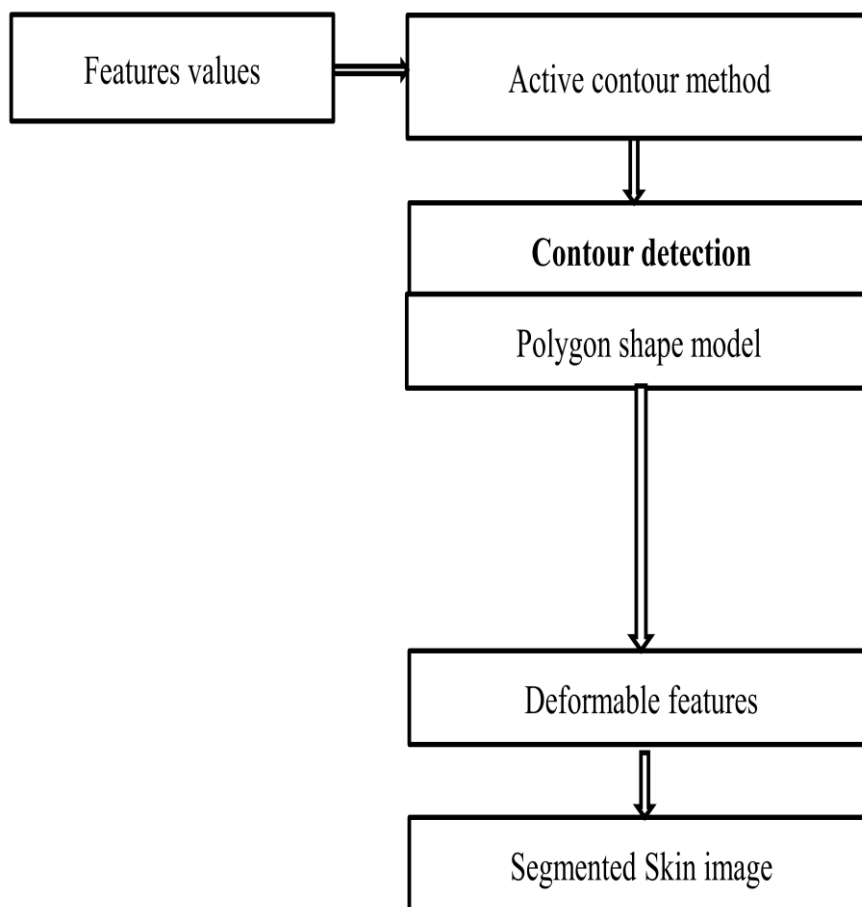 Features values
Active contour method
Contour detection
Polygon shape model
Deformable features
Segmented Skin image